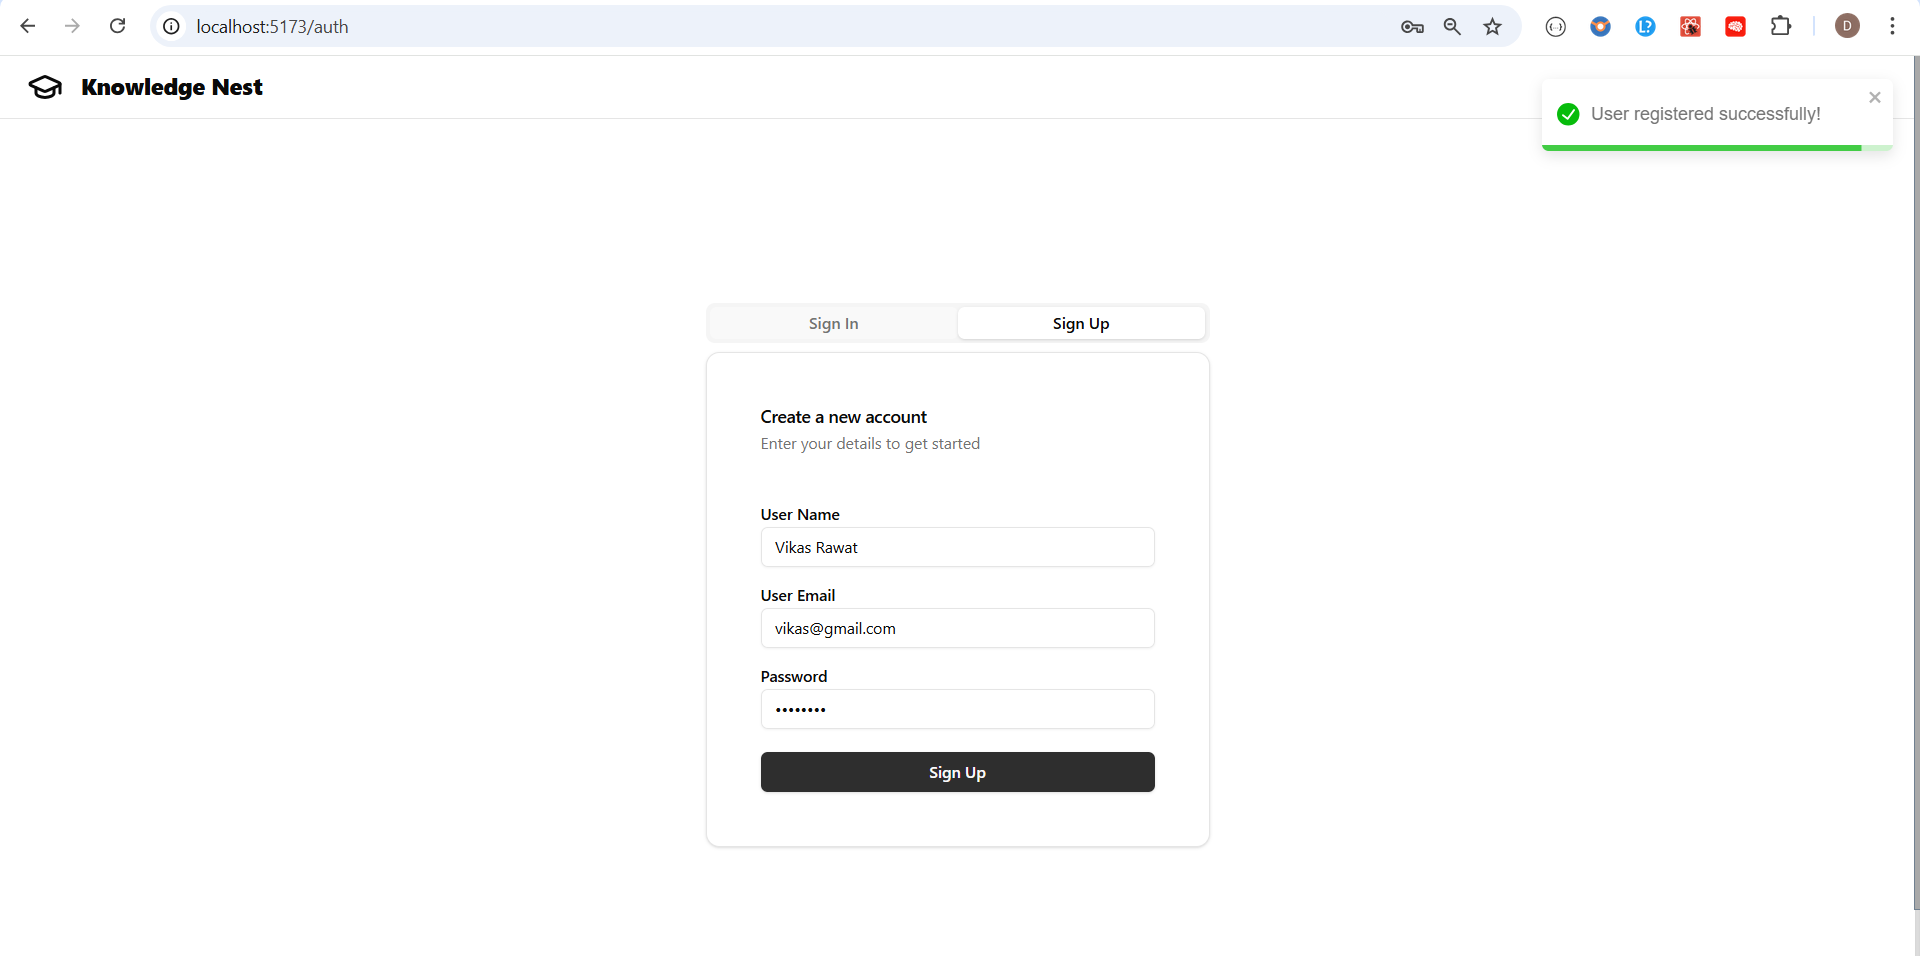 localhost:5173/auth
D
Knowledge Nest
User registered successfully!
Sign In
Sign Up
Create a new account
Enter your details to get started
User Name
Vikas Rawat
User Email
vikas@gmail.com
Password
••••••••
Sign Up